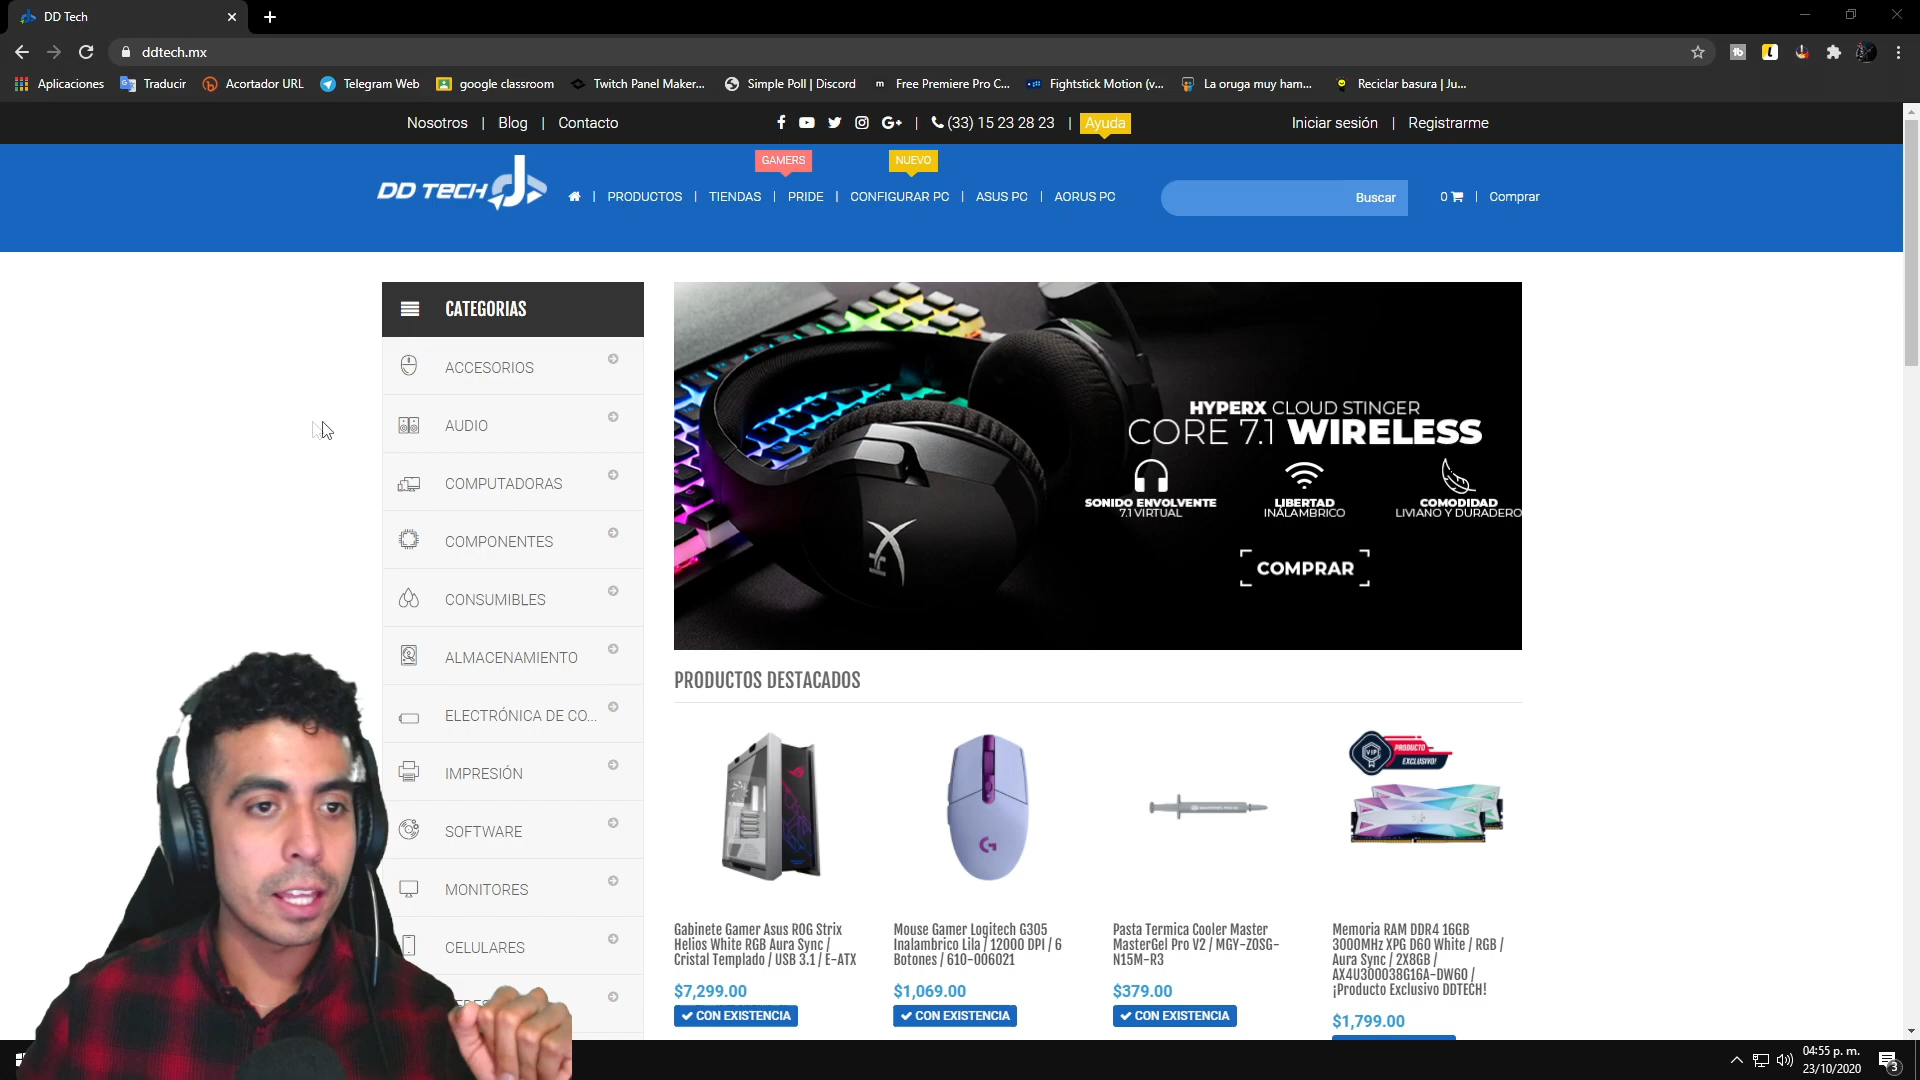 DD Tech
ddtech.mx
Aplicaciones Traducir Acortador URL Telegram Web google classroom Twitch Panel Maker... Simple Poll | Discord Free Premiere Pro C... Fightstick Motion (v... La oruga muy ham... Reciclar basura | Ju...
Nosotros | Blog | Contacto
| (33) 15 23 28 23 | Ayuda
Iniciar sesión | Registrarme
GAMERS NUEVO
DD TECH
| PRODUCTOS | TIENDAS | PRIDE | CONFIGURAR PC | ASUS PC | AORUS PC
Buscar
0 | Comprar
CATEGORIAS
ACCESORIOS
AUDIO
COMPUTADORAS
COMPONENTES
CONSUMIBLES
ALMACENAMIENTO
ELECTRÓNICA DE CO...
IMPRESIÓN
SOFTWARE
MONITORES
CELULARES
HYPERX CLOUD STINGER
CORE 7.1 WIRELESS
SONIDO ENVOLVENTE
7.1 VIRTUAL
LIBERTAD
INALAMBRICO
COMODIDAD
LIVIANO Y DURADERO
COMPRAR
PRODUCTOS DESTACADOS
Gabinete Gamer Asus ROG Strix
Helios White RGB Aura Sync /
Cristal Templado / USB 3.1 / E-ATX
$7,299.00
CON EXISTENCIA
G
Mouse Gamer Logitech G305
Inalambrico Lila / 12000 DPI / 6
Botones / 610-006021
$1,069.00
CON EXISTENCIA
Pasta Termica Cooler Master
MasterGel Pro V2 / MGY-ZOSG-
N15M-R3
$379.00
CON EXISTENCIA
VIP
PRODUCTO
EXCLUSIVO!
Memoria RAM DDR4 16GB
3000MHz XPG D60 White / RGB /
Aura Sync / 2X8GB /
AX4U300038G16A-DW60 /
¡Producto Exclusivo DDTECH!
$1,799.00
04:55 p. m.
23/10/2020
3